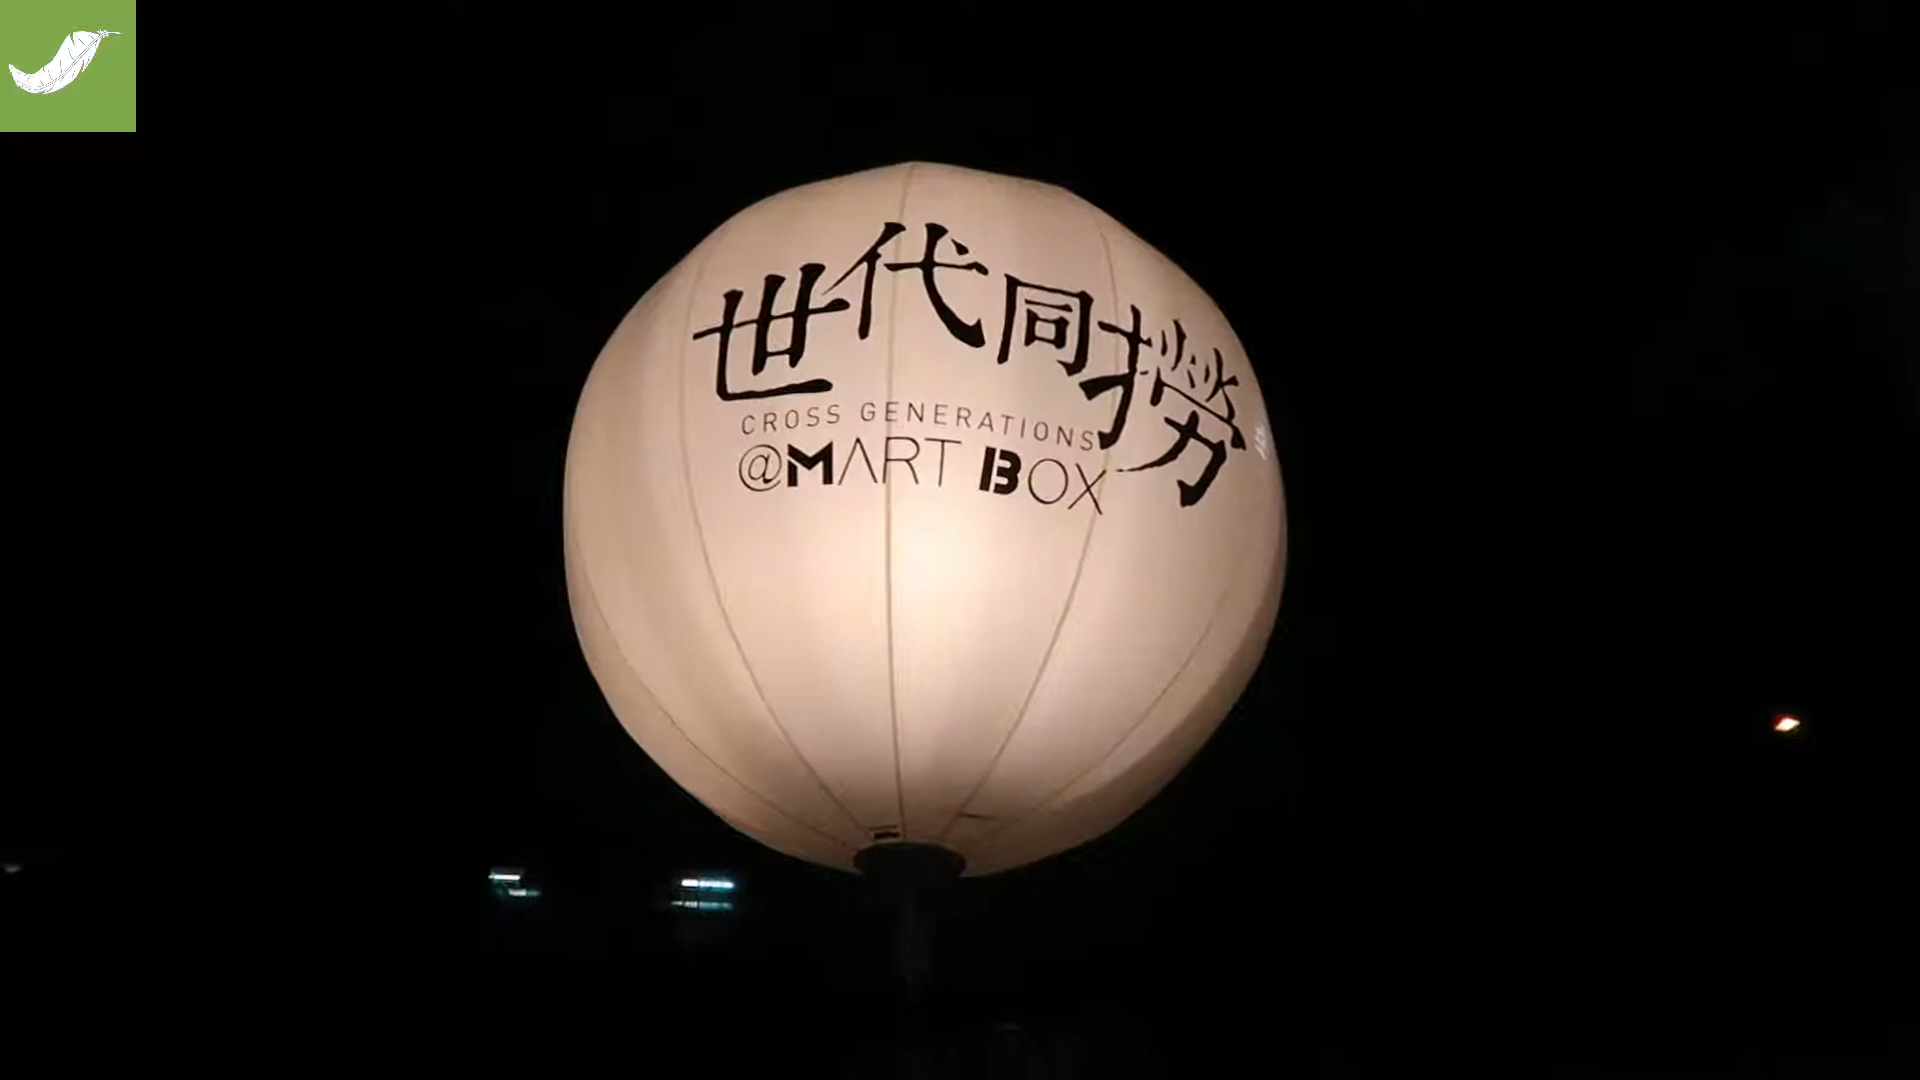 世代同撈
CROSS GENERATIONS
@MART BOX